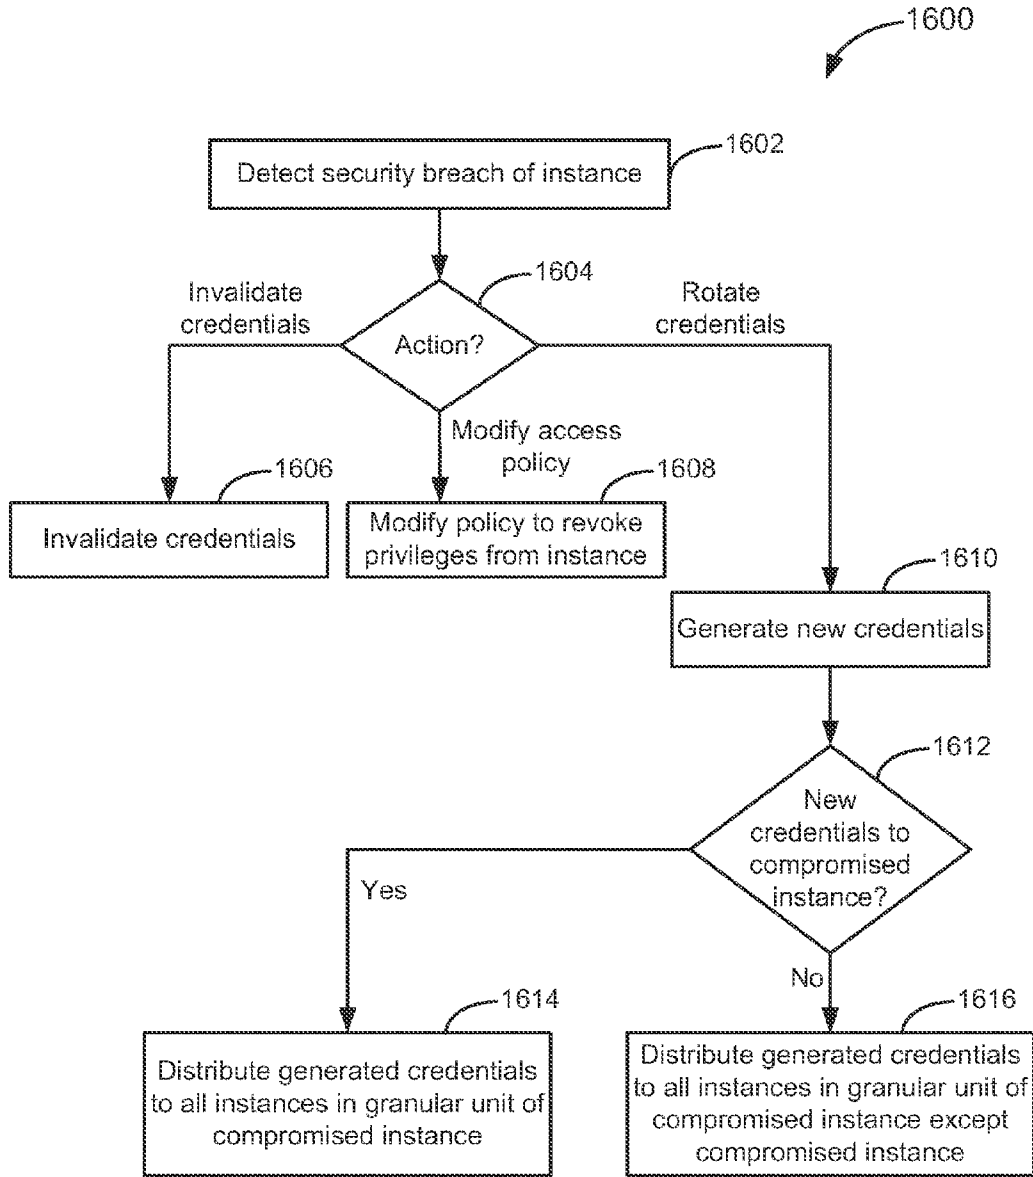 1600
1602
Detect security breach of instance
1604
Invalidate
credentials
Rotate
credentials
Action?
Modify access
policy
1606
1608
Invalidate credentials
Modify policy to revoke
privileges from instance
1610
Generate new credentials
1612
New
credentials to
compromised
instance?
Yes
No
1614
1616
Distribute generated credentials
to all instances in granular unit of
compromised instance
Distribute generated credentials
to all instances in granular unit of
compromised instance except
compromised instance